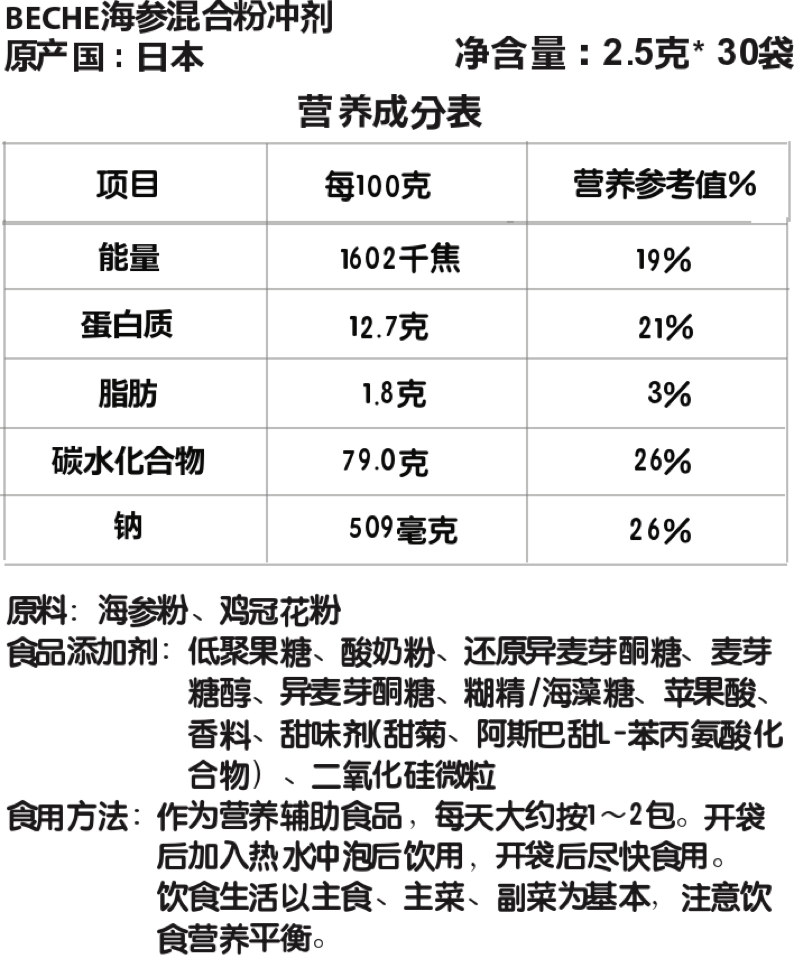 BECHE海参混合粉冲剂
原产国：日本
净含量：2.5克* 30袋
营养成分表
项目 每100克 营养参考值%
能量 1602千焦 19%
蛋白质 12.7克 21%
脂肪 1.8克 3%
碳水化合物 79.0克 26%
钠 509毫克 26%
原料：海参粉、鸡冠花粉
食品添加剂：低聚果糖、酸奶粉、还原异麦芽酮糖、麦芽
糖醇、异麦芽酮糖、糊精/海藻糖、苹果酸、
香料、甜味剂(甜菊、阿斯巴甜L-苯丙氨酸化
合物）、二氧化硅微粒
食用方法：作为营养辅助食品，每天大约按1～2包。开袋
后加入热水冲泡后饮用，开袋后尽快食用。
饮食生活以主食、主菜、副菜为基本，注意饮
食营养平衡。